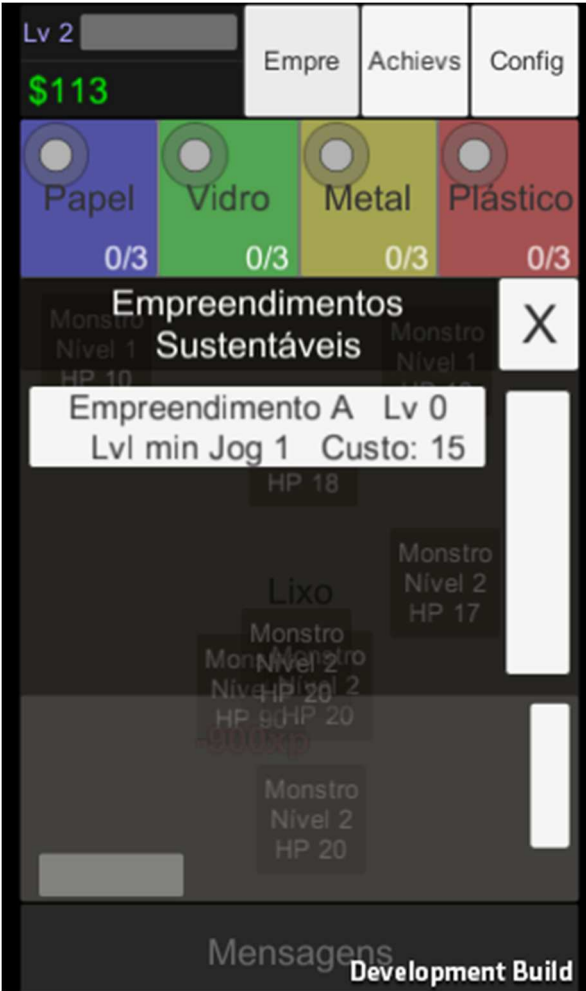 Lv 2
$113
Empre
Achievs
Config
Papel
0/3
Vidro
0/3
Metal
0/3
Plástico
0/3
Empreendimentos
Sustentáveis
X
Monstro
Nível 1
HP 10
Monstro
Nível 1
Empreendimento A Lv 0
Lvl min Jog 1 Custo: 15
HP 18
Monstro
Nível 2
HP 17
Lixo
Monstro
Nível 2
HP 20
Monstro
Nível 2
HP 20
-900xp
Monstro
Nível 2
HP 20
Mensagens
Development Build